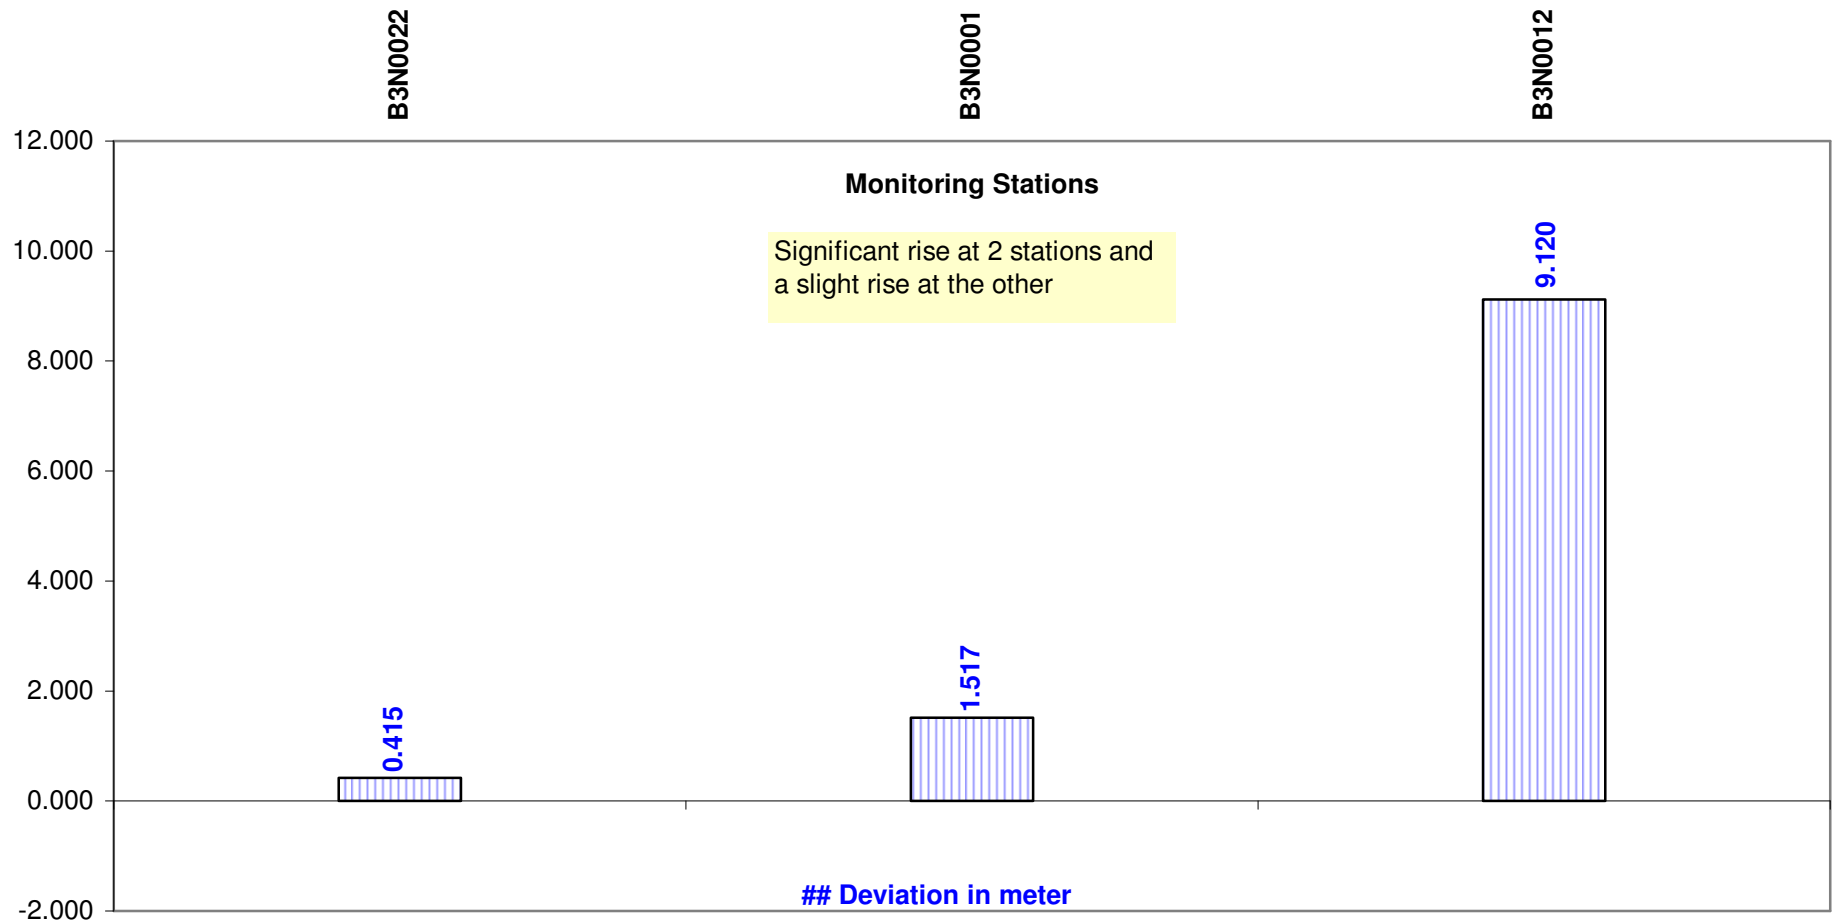 B3N0022
B3N0001
B3N0012
12.000
10.000
8.000
6.000
4.000
2.000
0.000
-2.000
Monitoring Stations
Significant rise at 2 stations and
a slight rise at the other
0.415
1.517
9.120
## Deviation in meter